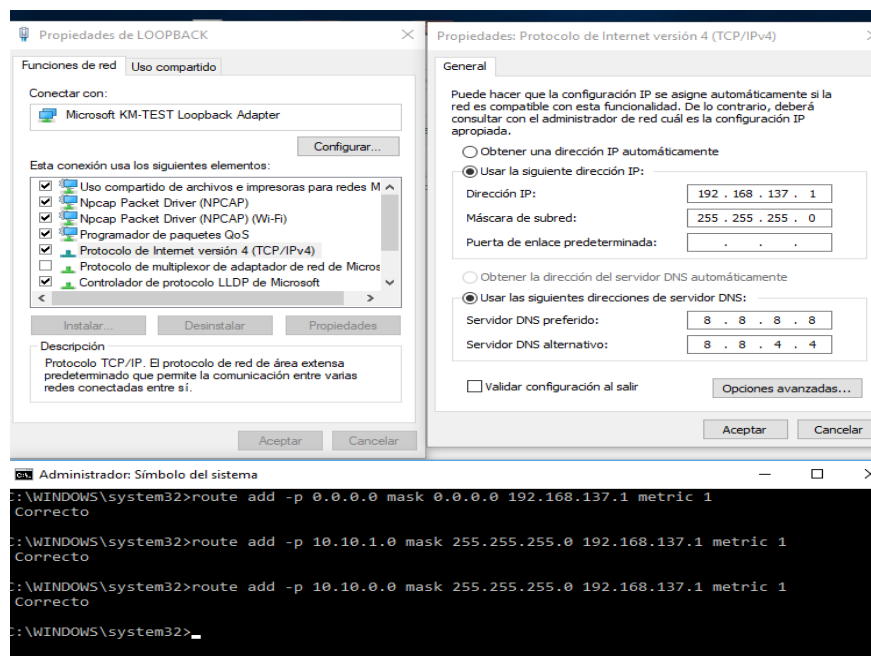 Propiedades de LOOPBACK
Funciones de red Uso compartido
Conectar con:
Microsoft KM-TEST Loopback Adapter
Configurar...
Esta conexión usa los siguientes elementos:
Uso compartido de archivos e impresoras para redes M
Npcap Packet Driver (NPCAP)
Npcap Packet Driver (NPCAP) (Wi-Fi)
Programador de paquetes QoS
Protocolo de Internet versión 4 (TCP/IPv4)
Protocolo de multiplexor de adaptador de red de Micros
Controlador de protocolo LLDP de Microsoft
Instalar... Desinstalar Propiedades
Descripción
Protocolo TCP/IP. El protocolo de red de área extensa
predeterminado que permite la comunicación entre varias
redes conectadas entre sí.
Aceptar Cancelar
Propiedades: Protocolo de Internet versión 4 (TCP/IPv4)
General
Puede hacer que la configuración IP se asigne automáticamente si la
red es compatible con esta funcionalidad. De lo contrario, deberá
consultar con el administrador de red cuál es la configuración IP
apropiada.
Obtener una dirección IP automáticamente
Usar la siguiente dirección IP:
Dirección IP: 192 . 168 . 137 . 1
Máscara de subred: 255 . 255 . 255 . 0
Puerta de enlace predeterminada: . . .
Obtener la dirección del servidor DNS automáticamente
Usar las siguientes direcciones de servidor DNS:
Servidor DNS preferido: 8 . 8 . 8 . 8
Servidor DNS alternativo: 8 . 8 . 4 . 4
Validar configuración al salir
Opciones avanzadas...
Aceptar Cancelar
Administrador: Símbolo del sistema
C:\WINDOWS\system32>route add -p 0.0.0.0 mask 0.0.0.0 192.168.137.1 metric 1
Correcto
C:\WINDOWS\system32>route add -p 10.10.1.0 mask 255.255.255.0 192.168.137.1 metric 1
Correcto
C:\WINDOWS\system32>route add -p 10.10.0.0 mask 255.255.255.0 192.168.137.1 metric 1
Correcto
C:\WINDOWS\system32>